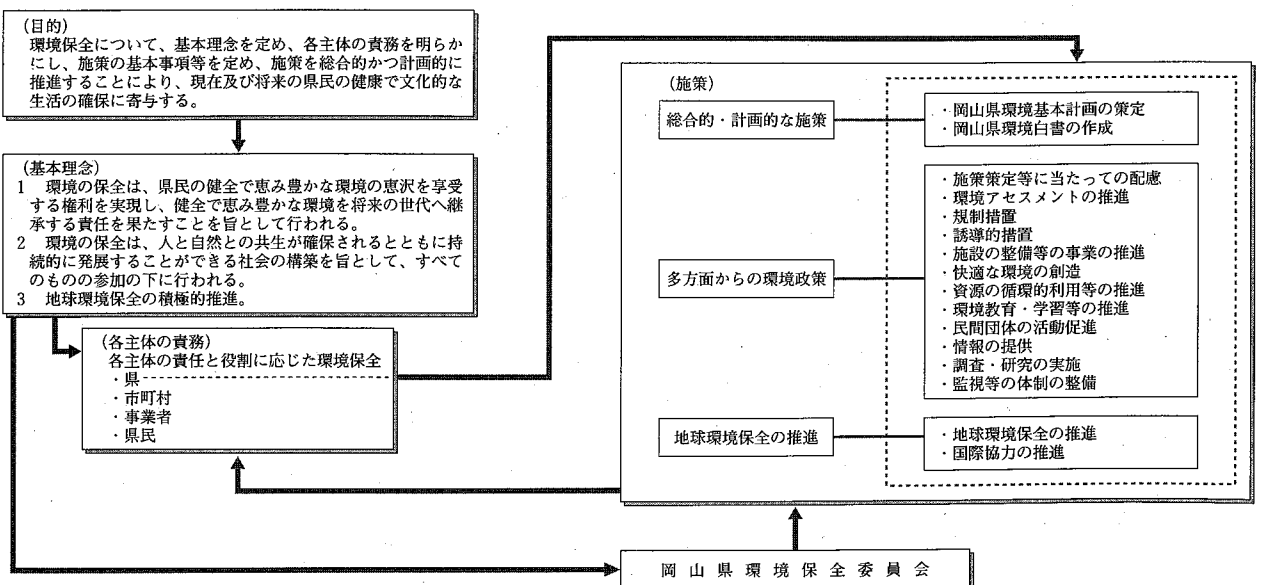 (目的)
環境保全について、基本理念を定め、各主体の責務を明らか
にし、施策の基本事項等を定め、施策を総合的かつ計画的に
推進することにより、現在及び将来の県民の健康で文化的な
生活の確保に寄与する。
(基本理念)
1 環境の保全は、県民の健全で恵み豊かな環境の恵沢を享受
する権利を実現し、健全で恵み豊かな環境を将来の世代へ継
承する責任を果たすことを旨として行われる。
2 環境の保全は、人と自然との共生が確保されるとともに持
続的に発展することができる社会の構築を旨として、すべて
のものの参加の下に行われる。
3 地球環境保全の積極的推進。
(各主体の責務)
各主体の責任と役割に応じた環境保全
・県
・市町村
・事業者
・県民
(施策)
総合的・計画的な施策
・岡山県環境基本計画の策定
・岡山県環境白書の作成
多方面からの環境政策
・施策策定等に当たっての配慮
・環境アセスメントの推進
・規制措置
・誘導的措置
・施設の整備等の事業の推進
・快適な環境の創造
・資源の循環的利用等の推進
・環境教育・学習等の推進
・民間団体の活動促進
・情報の提供
・調査・研究の実施
・監視等の体制の整備
地球環境保全の推進
・地球環境保全の推進
・国際協力の推進
岡山県環境保全委員会